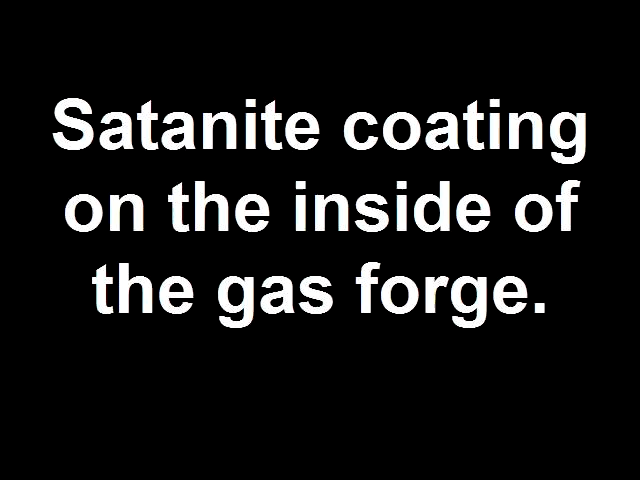 Satanite coating
on the inside of
the gas forge.